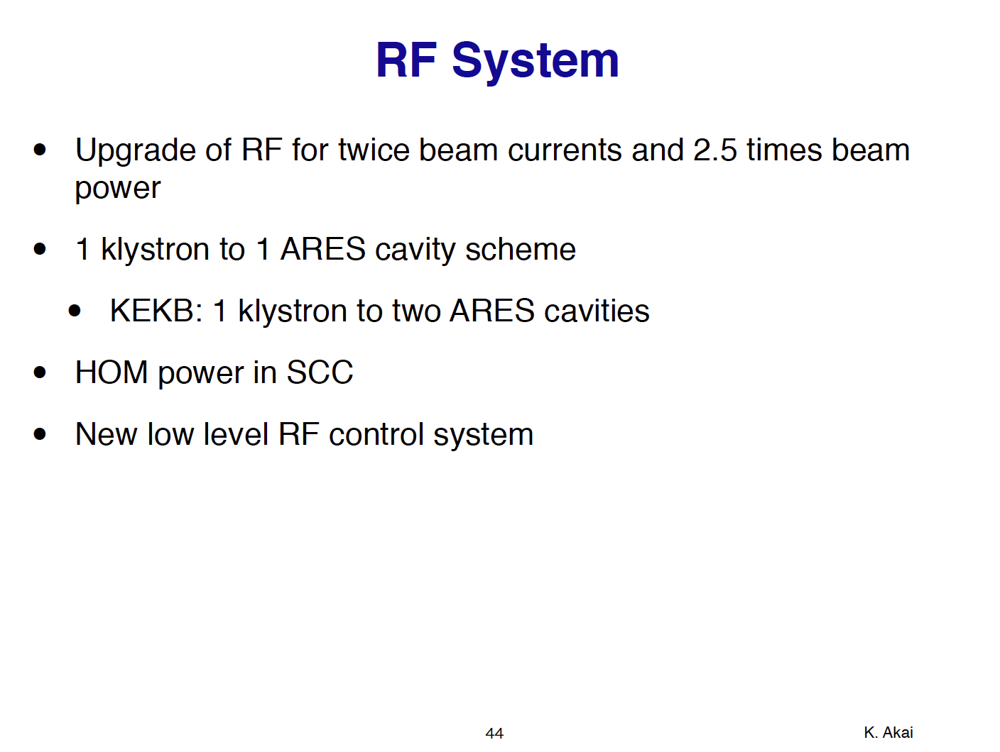 RF System
• Upgrade of RF for twice beam currents and 2.5 times beam
power
• 1 klystron to 1 ARES cavity scheme
• KEKB: 1 klystron to two ARES cavities
• HOM power in SCC
• New low level RF control system
44
K. Akai